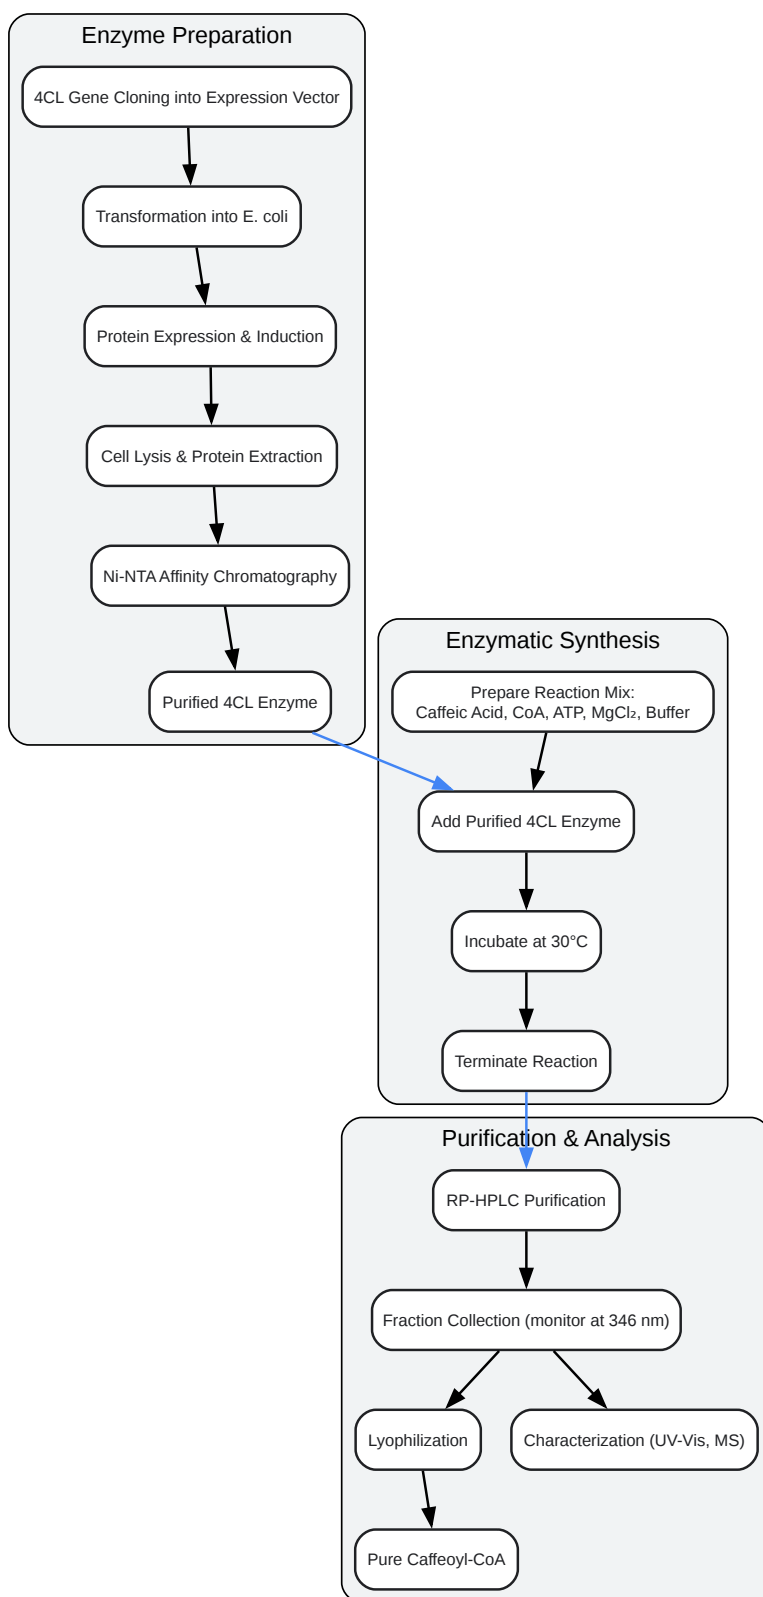 Enzyme Preparation
4CL Gene Cloning into Expression Vector
Transformation into E. coli
Protein Expression & Induction
Cell Lysis & Protein Extraction
Ni-NTA Affinity Chromatography
Purified 4CL Enzyme
Enzymatic Synthesis
Prepare Reaction Mix:
Caffeic Acid, CoA, ATP, MgCl₂, Buffer
Add Purified 4CL Enzyme
Incubate at 30°C
Terminate Reaction
Purification & Analysis
RP-HPLC Purification
Fraction Collection (monitor at 346 nm)
Lyophilization
Characterization (UV-Vis, MS)
Pure Caffeoyl-CoA